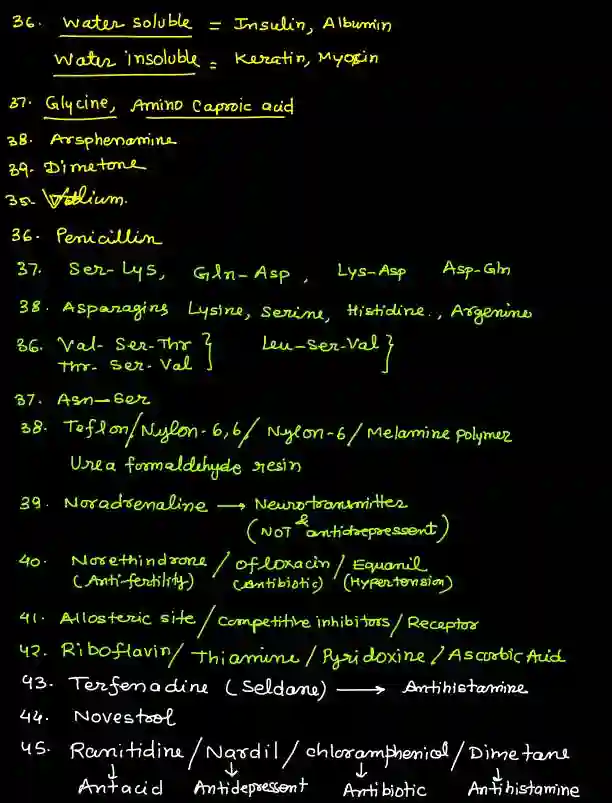 36. Water soluble = Insulin, Albumin
Water insoluble = Keratin, Myosin
37. Glycine, Amino Caproic acid
38. Arsphenamine
39. Dimetone
35. Valium.
36. Penicillin
37. Ser-Lys, Gln-Asp, Lys-Asp Asp-Gln
38. Asparagins Lysine, Serine, Histidine., Argenine
36. Val-Ser-Thr } Leu-Ser-Val }
Thr-Ser-Val
37. Asn-Ser
38. Teflon/Nylon-6,6/ Nylon-6/Melamine polymer
Urea formaldehyde resin
39. Noradrenaline → Neurotransmitter
&
(NOT antidepressent)
40. Norethindrone / Ofloxacin / Equanil
(Anti-fertility) (antibiotic) (Hypertension)
41. Allosteric site / Competitive inhibitors / Receptor
42. Riboflavin / Thiamine / Pyridoxine / Ascorbic Acid
43. Terfenadine (Seldane) → Antihistamine
44. Novestrol
45. Ranitidine / Nardil / chlorampheniol / Dimetane
↓ ↓ ↓ ↓
Antacid Antidepressent Antibiotic Antihistamine